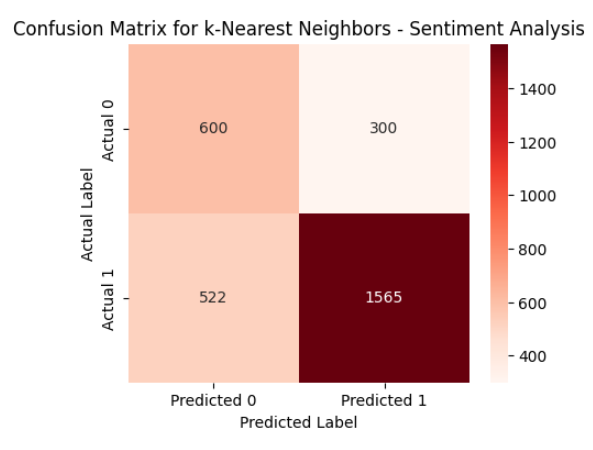 Confusion Matrix for k-Nearest Neighbors - Sentiment Analysis
Actual Label
Actual 0
600 300
Actual 1
522 1565
Predicted 0 Predicted 1
Predicted Label
1400
1200
1000
800
600
400